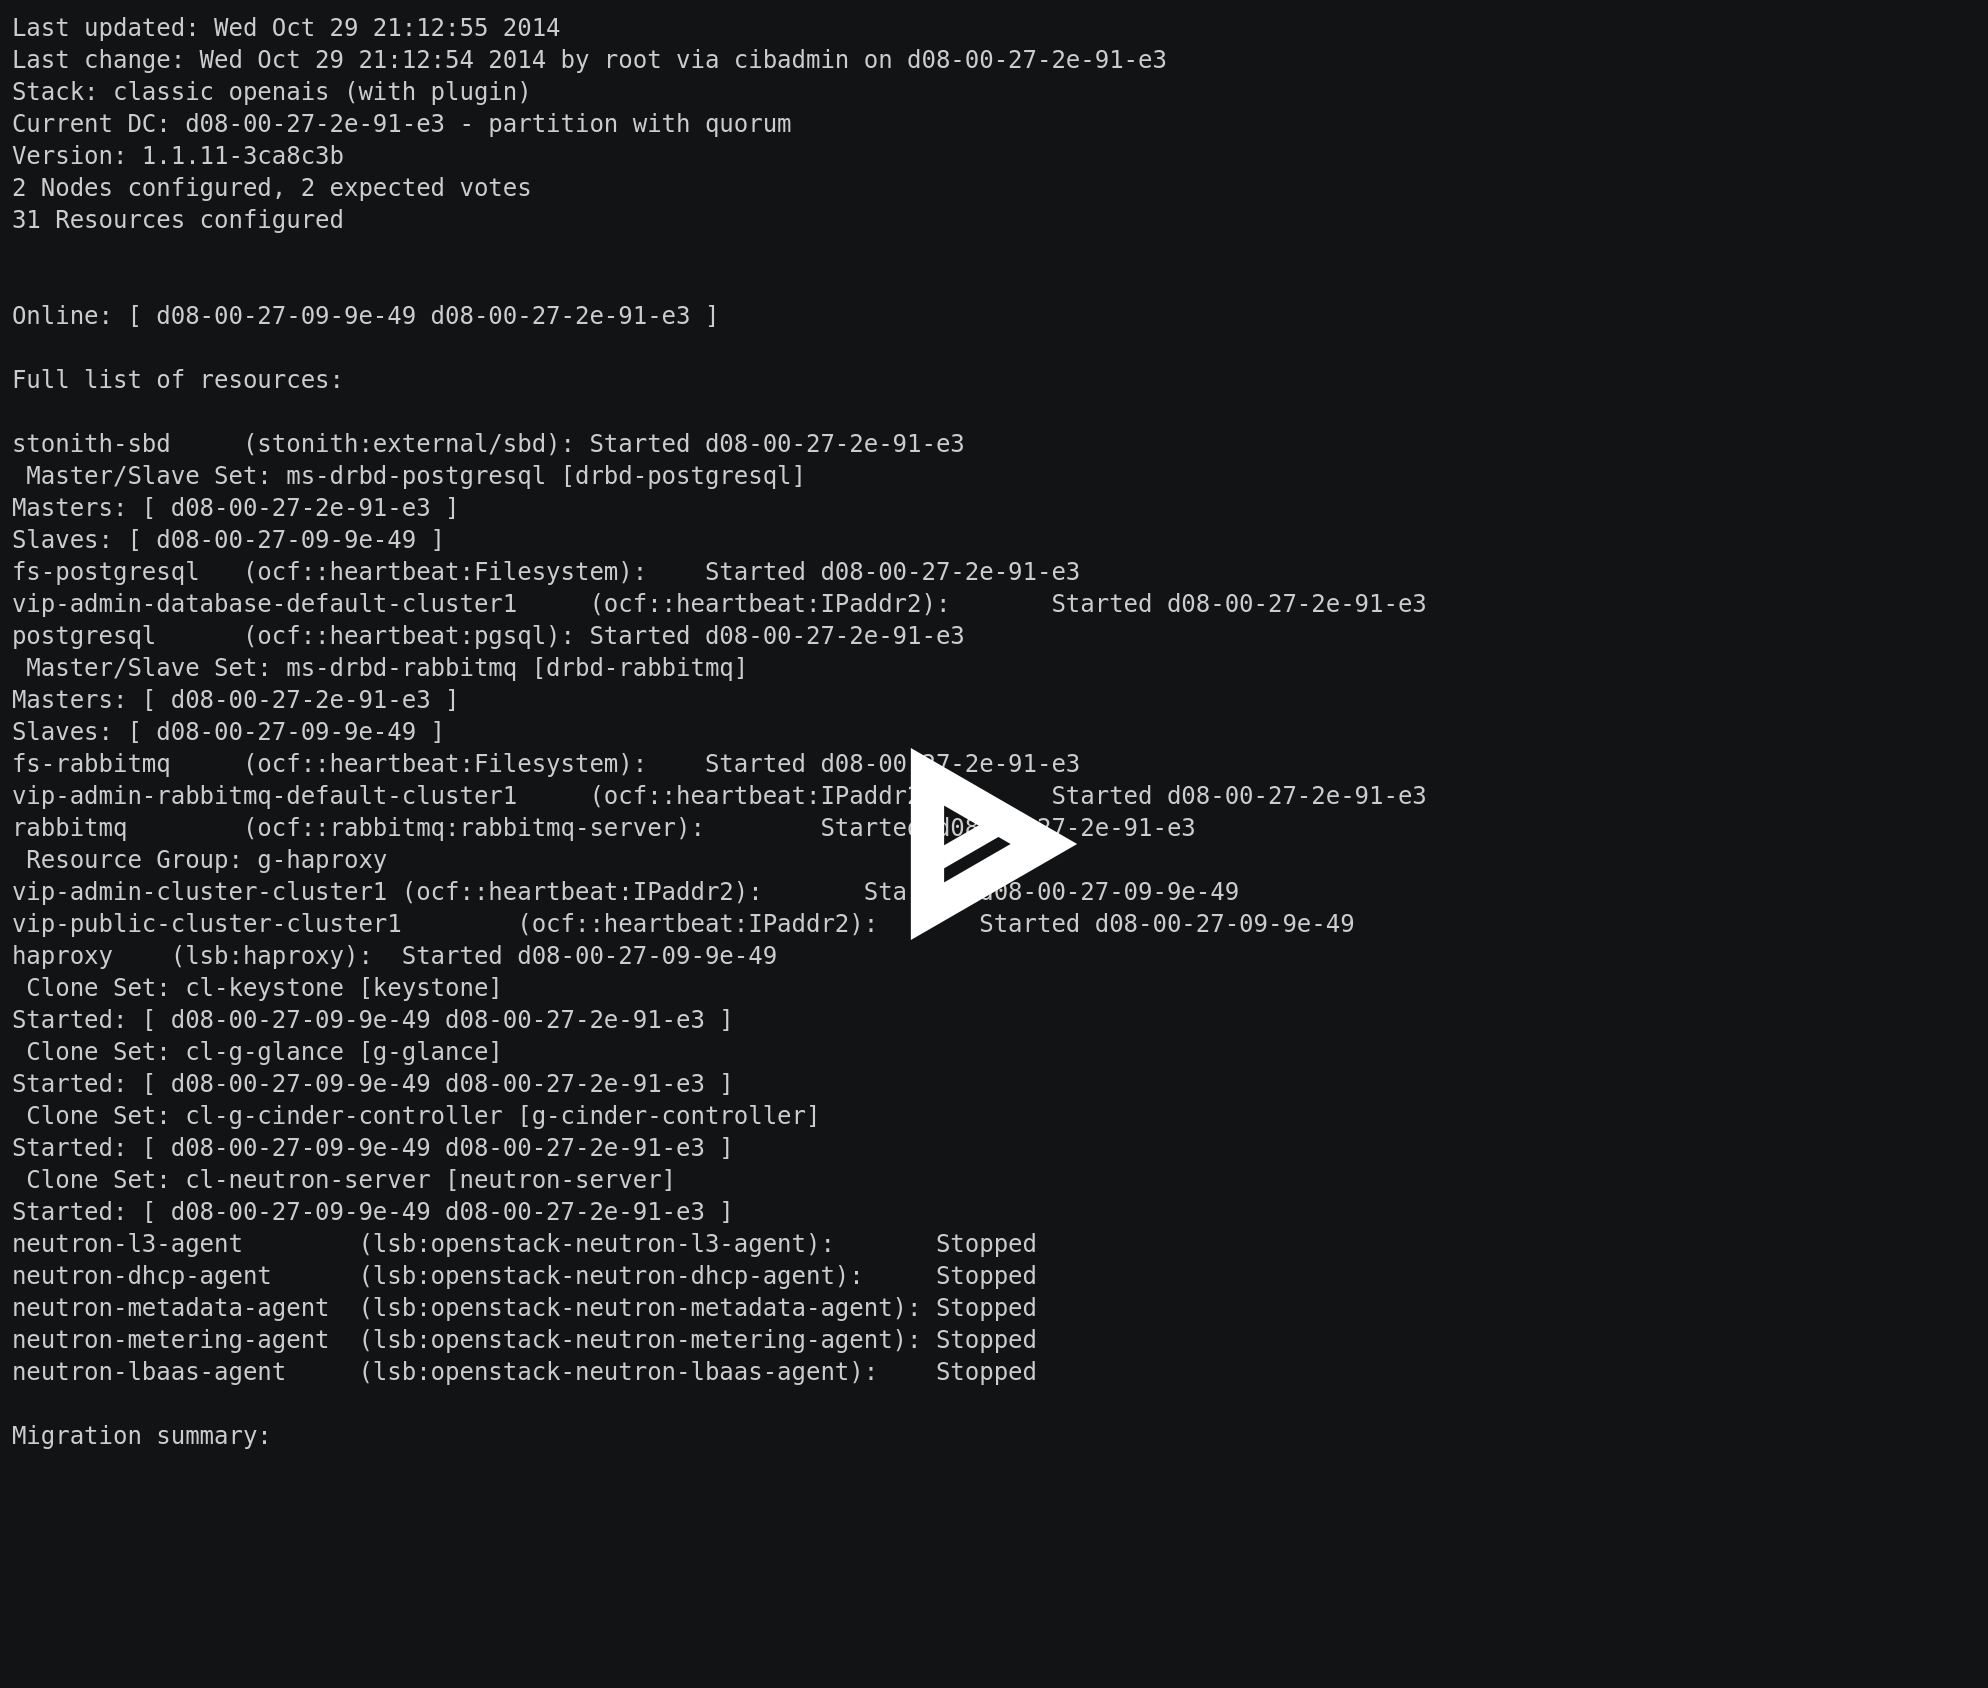 Last updated: Wed Oct 29 21:12:55 2014
Last change: Wed Oct 29 21:12:54 2014 by root via cibadmin on d08-00-27-2e-91-e3
Stack: classic openais (with plugin)
Current DC: d08-00-27-2e-91-e3 - partition with quorum
Version: 1.1.11-3ca8c3b
2 Nodes configured, 2 expected votes
31 Resources configured
Online: [ d08-00-27-09-9e-49 d08-00-27-2e-91-e3 ]
Full list of resources:
stonith-sbd     (stonith:external/sbd): Started d08-00-27-2e-91-e3
 Master/Slave Set: ms-drbd-postgresql [drbd-postgresql]
Masters: [ d08-00-27-2e-91-e3 ]
Slaves: [ d08-00-27-09-9e-49 ]
fs-postgresql   (ocf::heartbeat:Filesystem):    Started d08-00-27-2e-91-e3
vip-admin-database-default-cluster1     (ocf::heartbeat:IPaddr2):       Started d08-00-27-2e-91-e3
postgresql      (ocf::heartbeat:pgsql): Started d08-00-27-2e-91-e3
 Master/Slave Set: ms-drbd-rabbitmq [drbd-rabbitmq]
Masters: [ d08-00-27-2e-91-e3 ]
Slaves: [ d08-00-27-09-9e-49 ]
fs-rabbitmq     (ocf::heartbeat:Filesystem):    Started d08-00-27-2e-91-e3
vip-admin-rabbitmq-default-cluster1     (ocf::heartbeat:IPaddr2       Started d08-00-27-2e-91-e3
rabbitmq        (ocf::rabbitmq:rabbitmq-server):        Started d08-00-27-2e-91-e3
 Resource Group: g-haproxy
vip-admin-cluster-cluster1 (ocf::heartbeat:IPaddr2):       d08-00-27-09-9e-49
vip-public-cluster-cluster1        (ocf::heartbeat:IPaddr2):       Started d08-00-27-09-9e-49
haproxy    (lsb:haproxy):  Started d08-00-27-09-9e-49
 Clone Set: cl-keystone [keystone]
Started: [ d08-00-27-09-9e-49 d08-00-27-2e-91-e3 ]
 Clone Set: cl-g-glance [g-glance]
Started: [ d08-00-27-09-9e-49 d08-00-27-2e-91-e3 ]
 Clone Set: cl-g-cinder-controller [g-cinder-controller]
Started: [ d08-00-27-09-9e-49 d08-00-27-2e-91-e3 ]
 Clone Set: cl-neutron-server [neutron-server]
Started: [ d08-00-27-09-9e-49 d08-00-27-2e-91-e3 ]
neutron-l3-agent        (lsb:openstack-neutron-l3-agent):       Stopped
neutron-dhcp-agent      (lsb:openstack-neutron-dhcp-agent):     Stopped
neutron-metadata-agent  (lsb:openstack-neutron-metadata-agent): Stopped
neutron-metering-agent  (lsb:openstack-neutron-metering-agent): Stopped
neutron-lbaas-agent     (lsb:openstack-neutron-lbaas-agent):    Stopped
Migration summary: